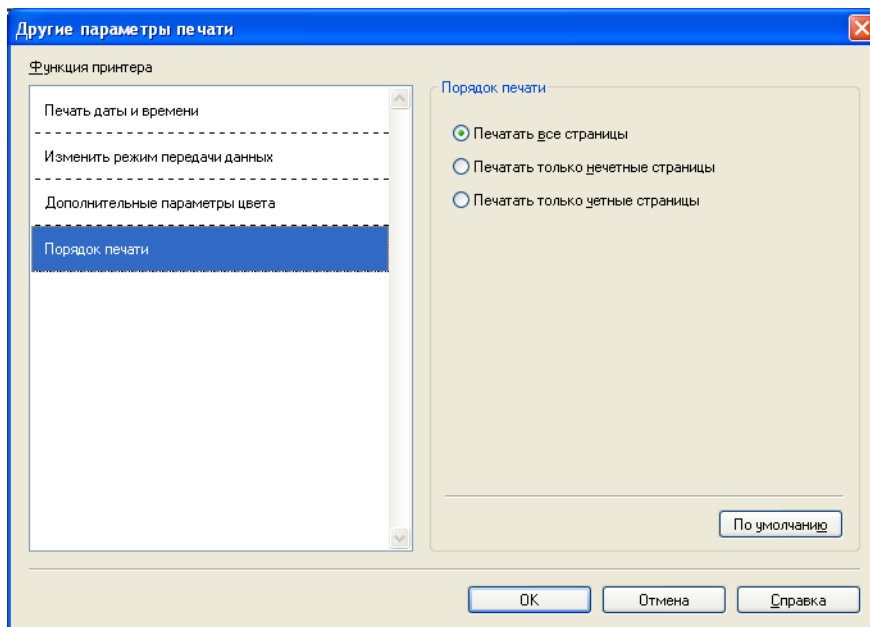 Другие параметры печати
Функция принтера
Печать даты и времени
Изменить режим передачи данных
Дополнительные параметры цвета
Порядок печати
Порядок печати
Печатать все страницы
Печатать только нечетные страницы
Печатать только четные страницы
По умолчанию
OK
Отмена
Справка